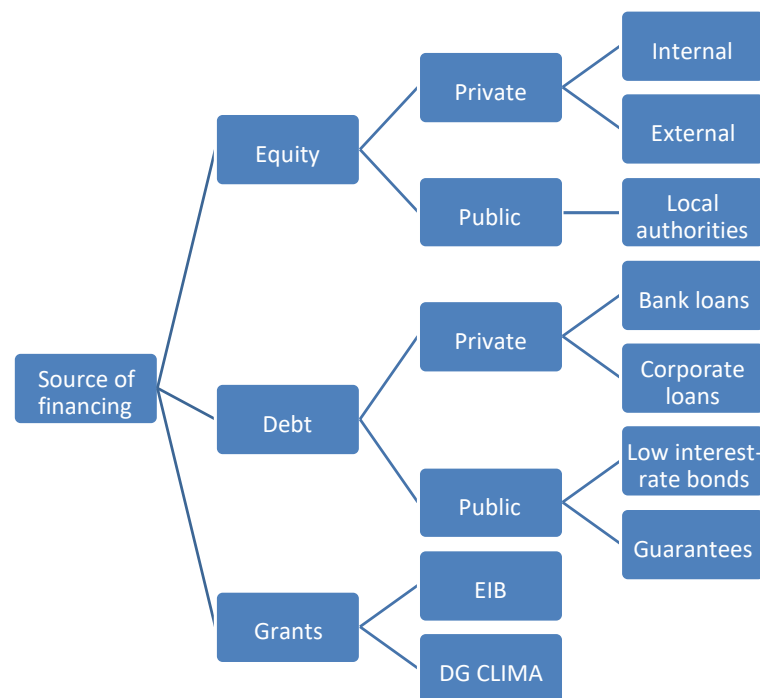 Source of
financing
Equity
Private
Internal
External
Public
Local
authorities
Debt
Private
Bank loans
Corporate
loans
Public
Low interest-
rate bonds
Guarantees
Grants
EIB
DG CLIMA